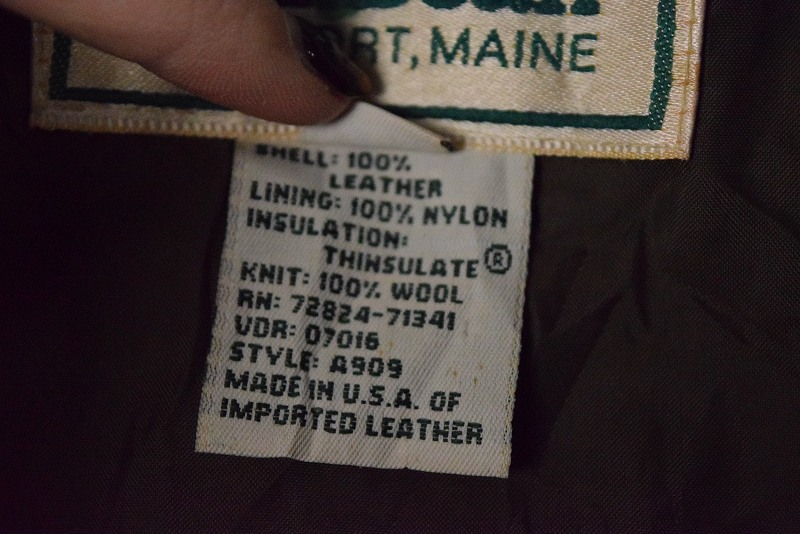 RT, MAINE
SHELL: 100%
LEATHER
LINING: 100% NYLON
INSULATION:
THINSULATE®
KNIT: 100% WOOL
RN: 72824-71341
VDR: 07016
STYLE: A909
MADE IN U.S.A. OF
IMPORTED LEATHER